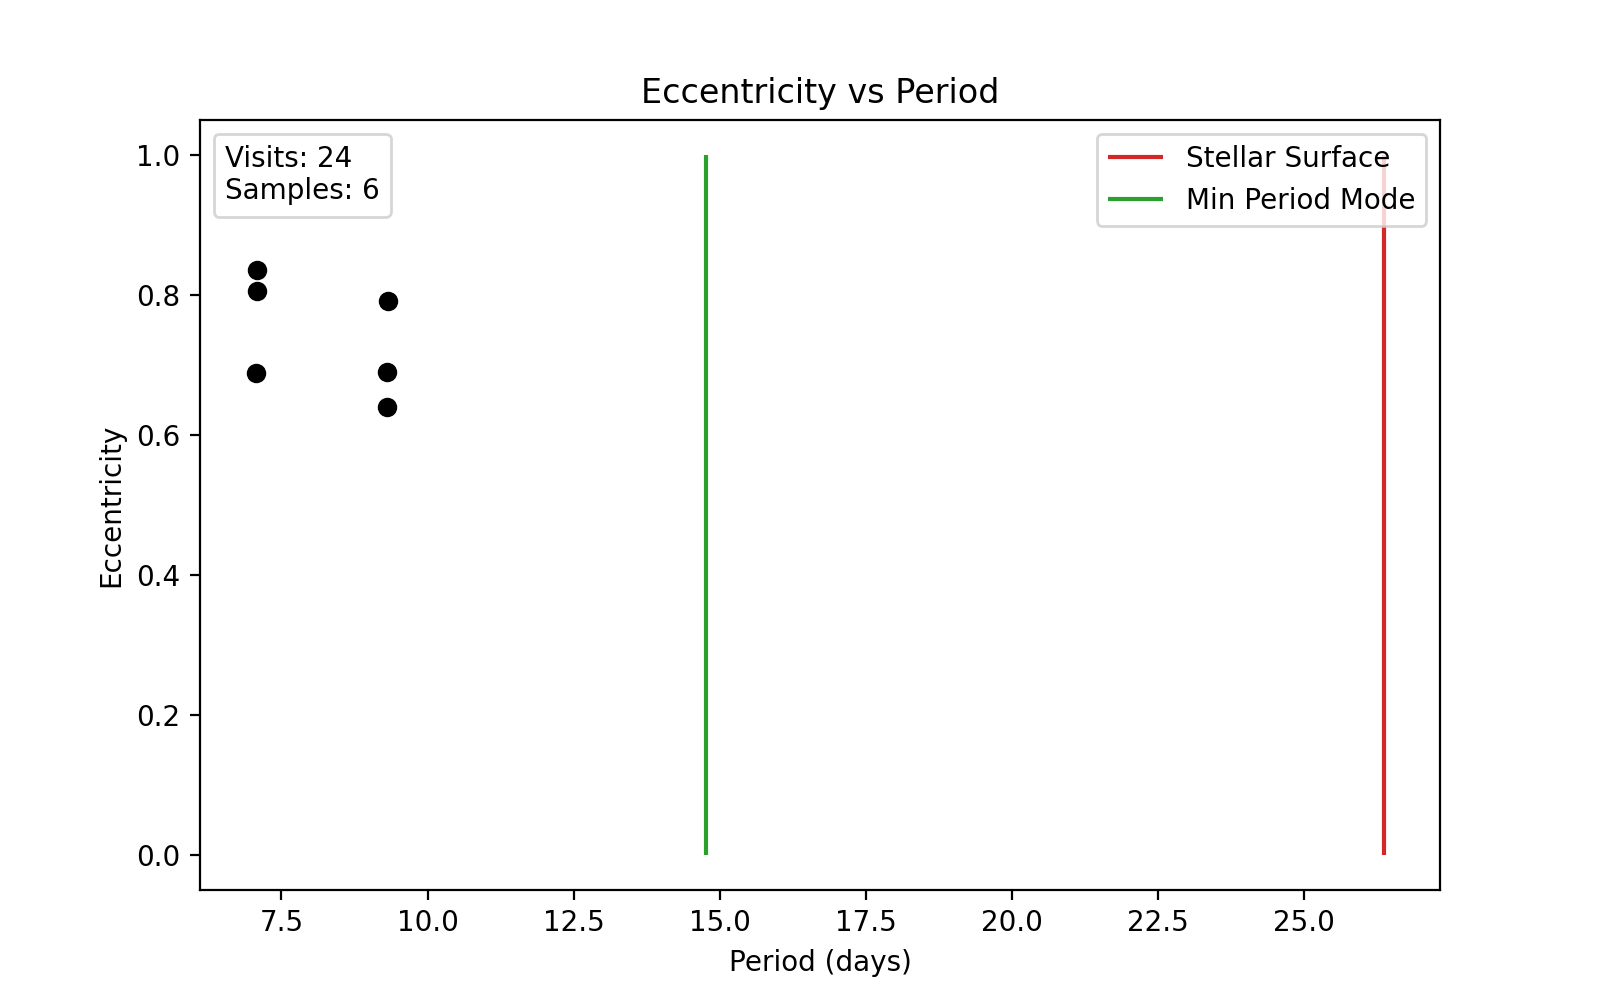 Eccentricity vs Period
Visits: 24
Samples: 6
Stellar Surface
Min Period Mode
1.0
0.8
0.6
0.4
0.2
0.0
Eccentricity
7.5 10.0 12.5 15.0 17.5 20.0 22.5 25.0
Period (days)